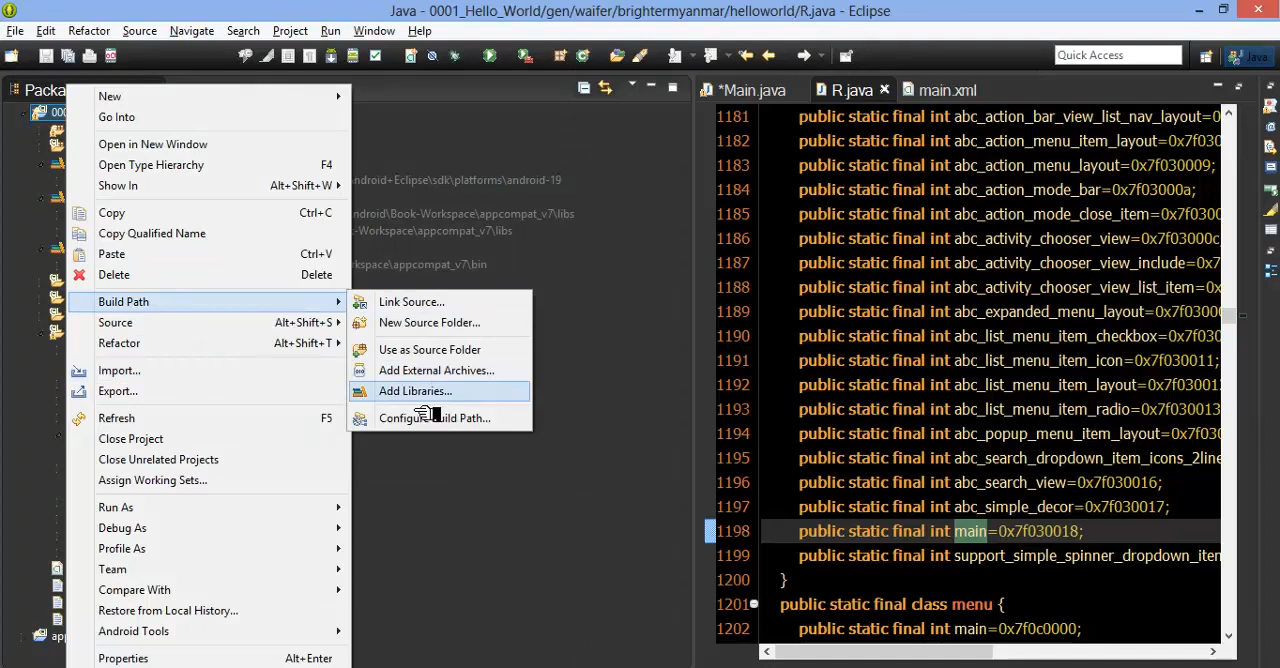 Java - 0001_Hello_World/gen/waifer/brightermyanmar/helloworld/R.java - Eclipse
File Edit Refactor Source Navigate Search Project Run Window Help
Quick Access
Java
*Main.java
R.java
main.xml
New
Go Into
Open in New Window
Open Type Hierarchy F4
Show In Alt+Shift+W
Copy Ctrl+C
Copy Qualified Name
Paste Ctrl+V
Delete Delete
Build Path
Source Alt+Shift+S
Refactor Alt+Shift+T
Import...
Export...
Refresh F5
Close Project
Close Unrelated Projects
Assign Working Sets...
Run As
Debug As
Profile As
Team
Compare With
Restore from Local History...
Android Tools
Properties Alt+Enter
Link Source...
New Source Folder...
Use as Source Folder
Add External Archives...
Add Libraries...
Configure Build Path...
ndroid+Eclipse\sdk\platforms\android-19
ndroid\Book-Workspace\appcompat_v7\libs
k-Workspace\appcompat_v7\libs
kspace\appcompat_v7\bin
1181 public static final int abc_action_bar_view_list_nav_layout=0
1182 public static final int abc_action_menu_item_layout=0x7f030
1183 public static final int abc_action_menu_layout=0x7f030009;
1184 public static final int abc_action_mode_bar=0x7f03000a;
1185 public static final int abc_action_mode_close_item=0x7f0300
1186 public static final int abc_activity_chooser_view=0x7f03000c
1187 public static final int abc_activity_chooser_view_include=0x7
1188 public static final int abc_activity_chooser_view_list_item=0
1189 public static final int abc_expanded_menu_layout=0x7f0300
1190 public static final int abc_list_menu_item_checkbox=0x7f03
1191 public static final int abc_list_menu_item_icon=0x7f030011;
1192 public static final int abc_list_menu_item_layout=0x7f03001
1193 public static final int abc_list_menu_item_radio=0x7f030013
1194 public static final int abc_popup_menu_item_layout=0x7f03
1195 public static final int abc_search_dropdown_item_icons_2line
1196 public static final int abc_search_view=0x7f030016;
1197 public static final int abc_simple_decor=0x7f030017;
1198 public static final int main=0x7f030018;
1199 public static final int support_simple_spinner_dropdown_item
1200 }
1201 public static final class menu {
1202 public static final int main=0x7f0c0000;